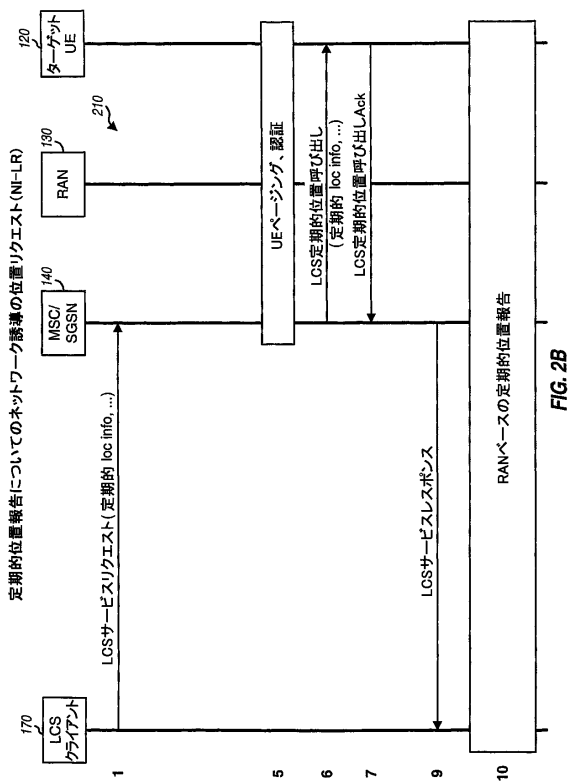 定期的位置報告についてのネットワーク誘導の位置リクエスト(NI-LR)
170
LCS
クライアント
140
MSC/
SGSN
130
RAN
120
ターゲット
UE
210
1
LCSサービスリクエスト(定期的 loc info, ...)
5
UEページング、認証
6
LCS定期的位置呼び出し
(定期的 loc info, ...)
7
LCS定期的位置呼び出しAck
9
LCSサービスレスポンス
10
RANベースの定期的位置報告
FIG. 2B